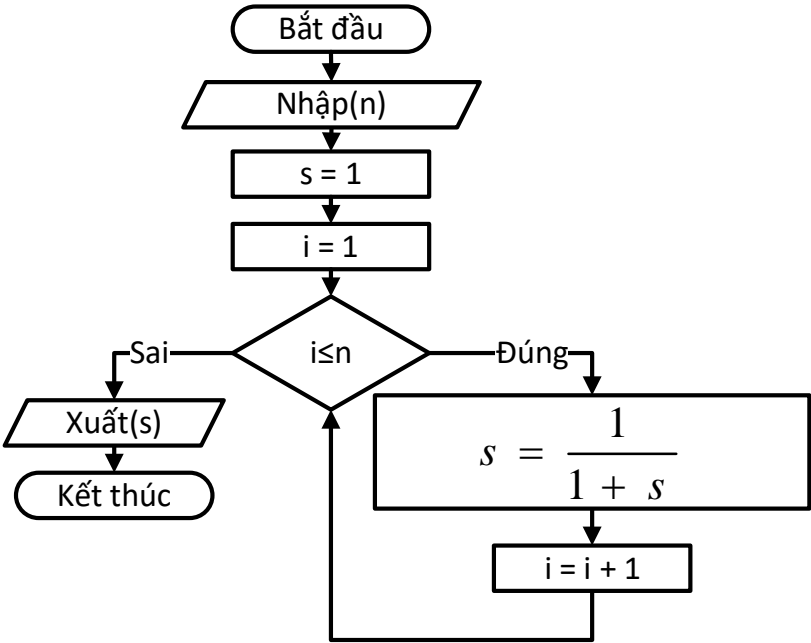 Bắt đầu
Nhập(n)
s = 1
i = 1
i≤n
Sai
Đúng
Xuất(s)
Kết thúc
s = 1 / (1 + s)
i = i + 1